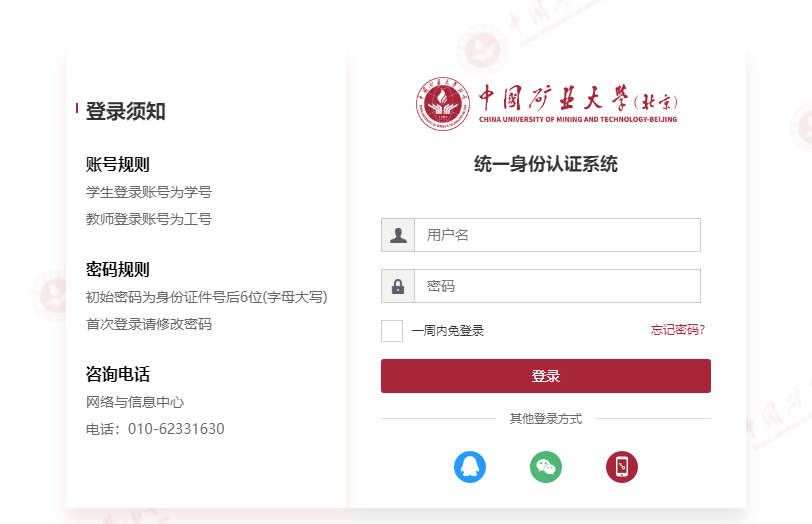 登录须知
账号规则
学生登录账号为学号
教师登录账号为工号
密码规则
初始密码为身份证件号后6位(字母大写)
首次登录请修改密码
咨询电话
网络与信息中心
电话：010-62331630
中国矿业大学(北京)
CHINA UNIVERSITY OF MINING AND TECHNOLOGY-BEIJING
统一身份认证系统
用户名
密码
一周内免登录
忘记密码?
登录
其他登录方式